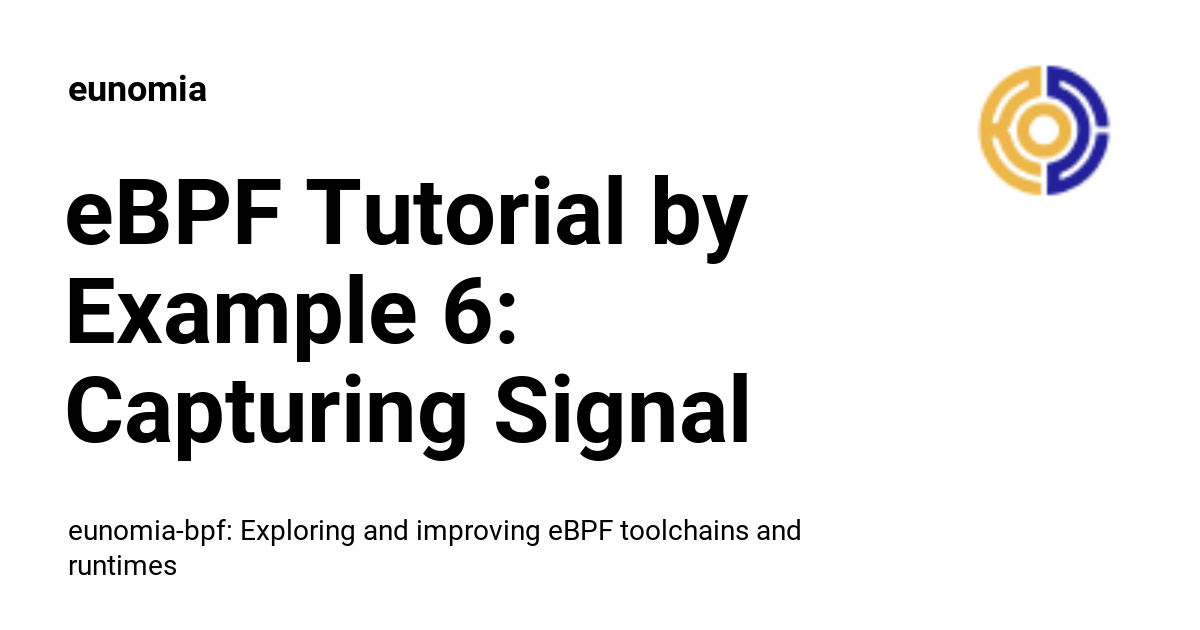 eunomia
eBPF Tutorial by
Example 6:
Capturing Signal
eunomia-bpf: Exploring and improving eBPF toolchains and
runtimes